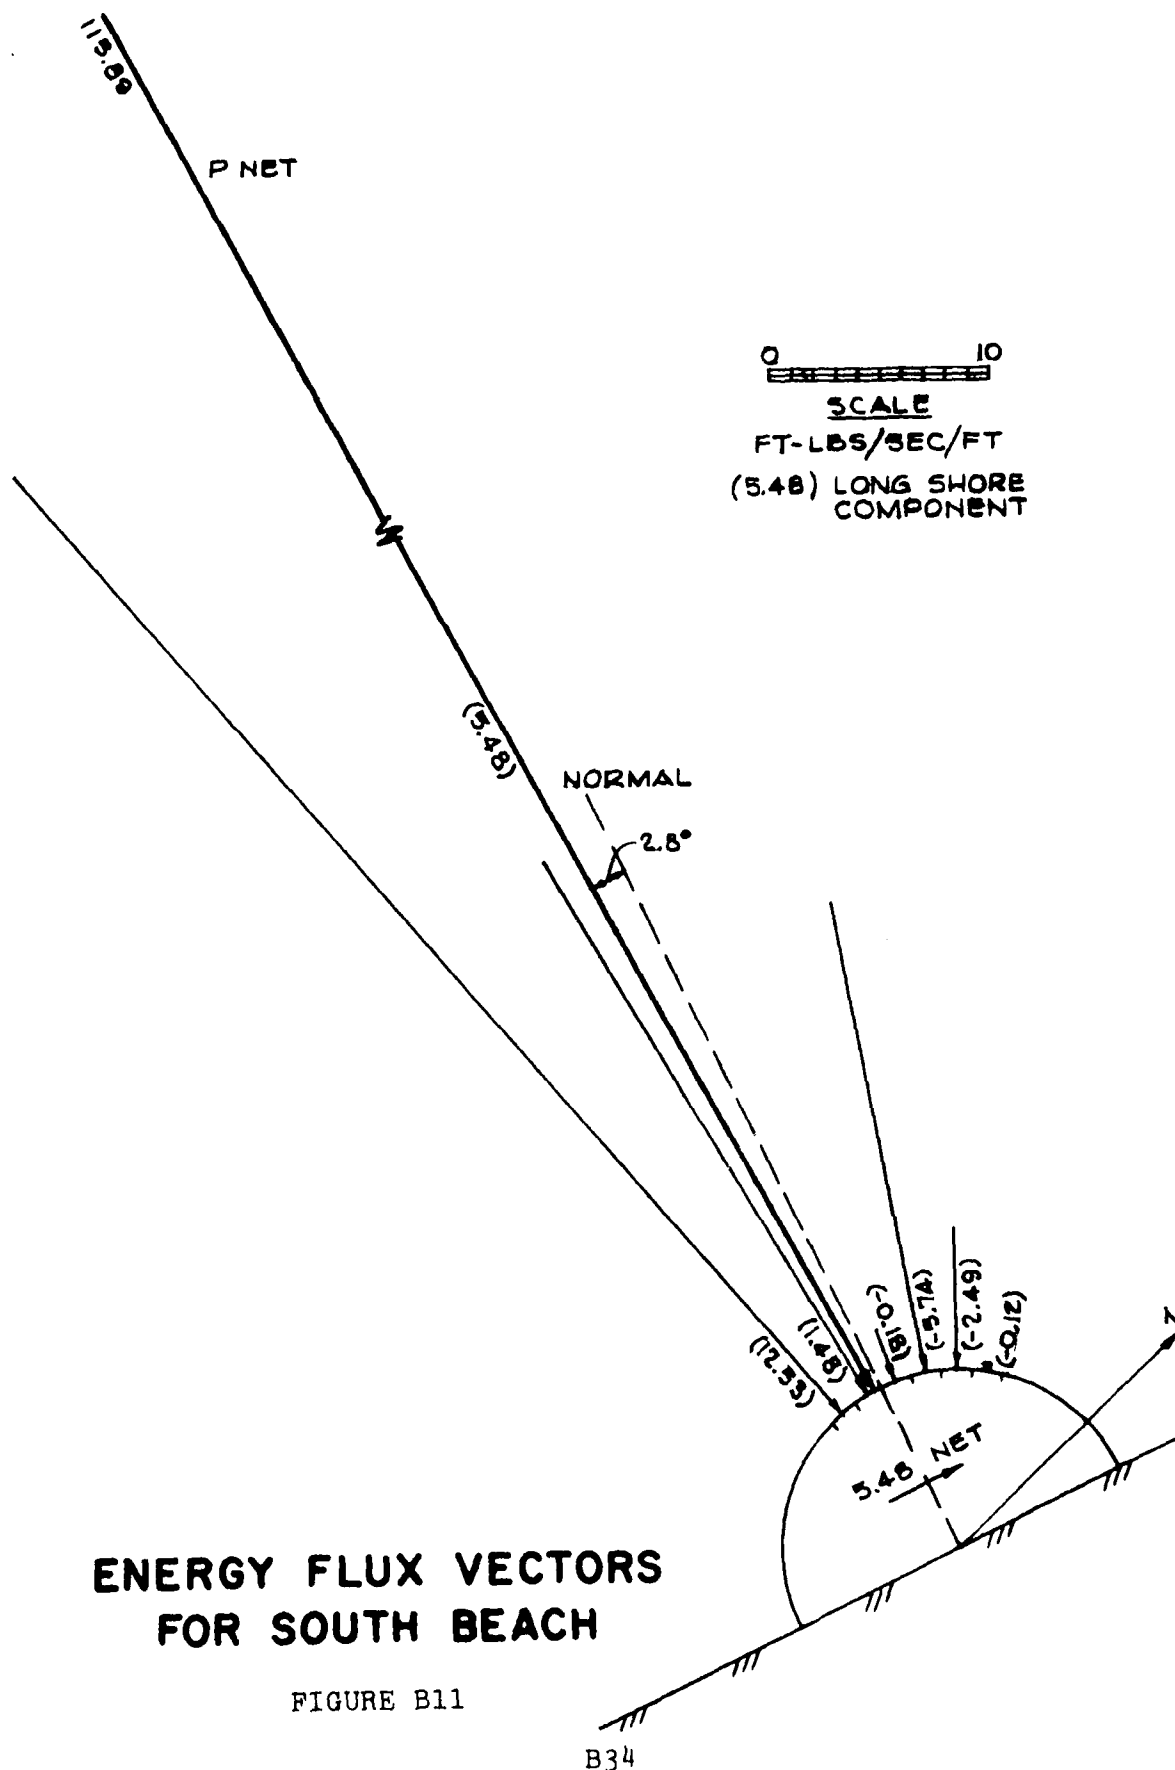 115.89
P NET
0 10
SCALE
FT-LBS/SEC/FT
(5.48) LONG SHORE
COMPONENT
(5.48)
NORMAL
2.8°
(12.53)
(1.48)
(-0.18)
(-5.74)
(-2.49)
(-0.12)
5.48 NET
ENERGY FLUX VECTORS
FOR SOUTH BEACH
FIGURE B11
B34